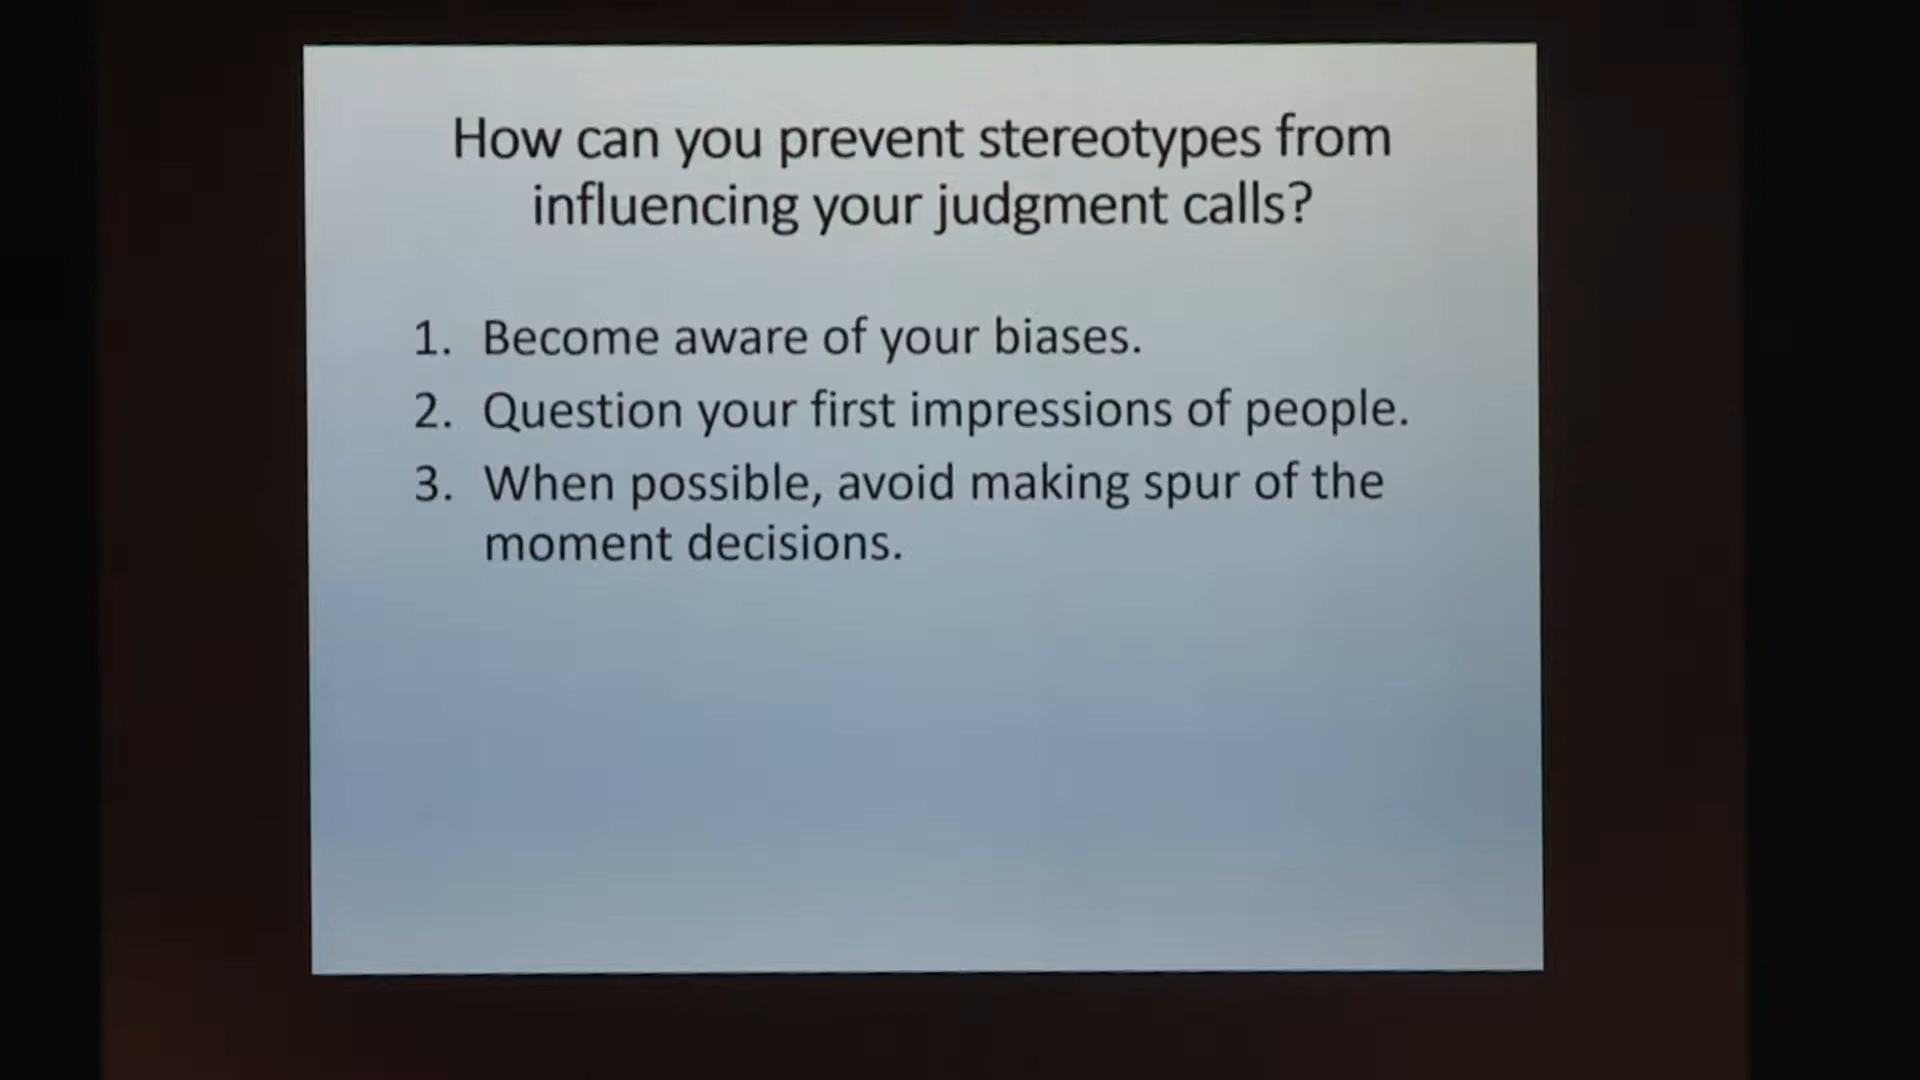 How can you prevent stereotypes from
influencing your judgment calls?
1. Become aware of your biases.
2. Question your first impressions of people.
3. When possible, avoid making spur of the
moment decisions.